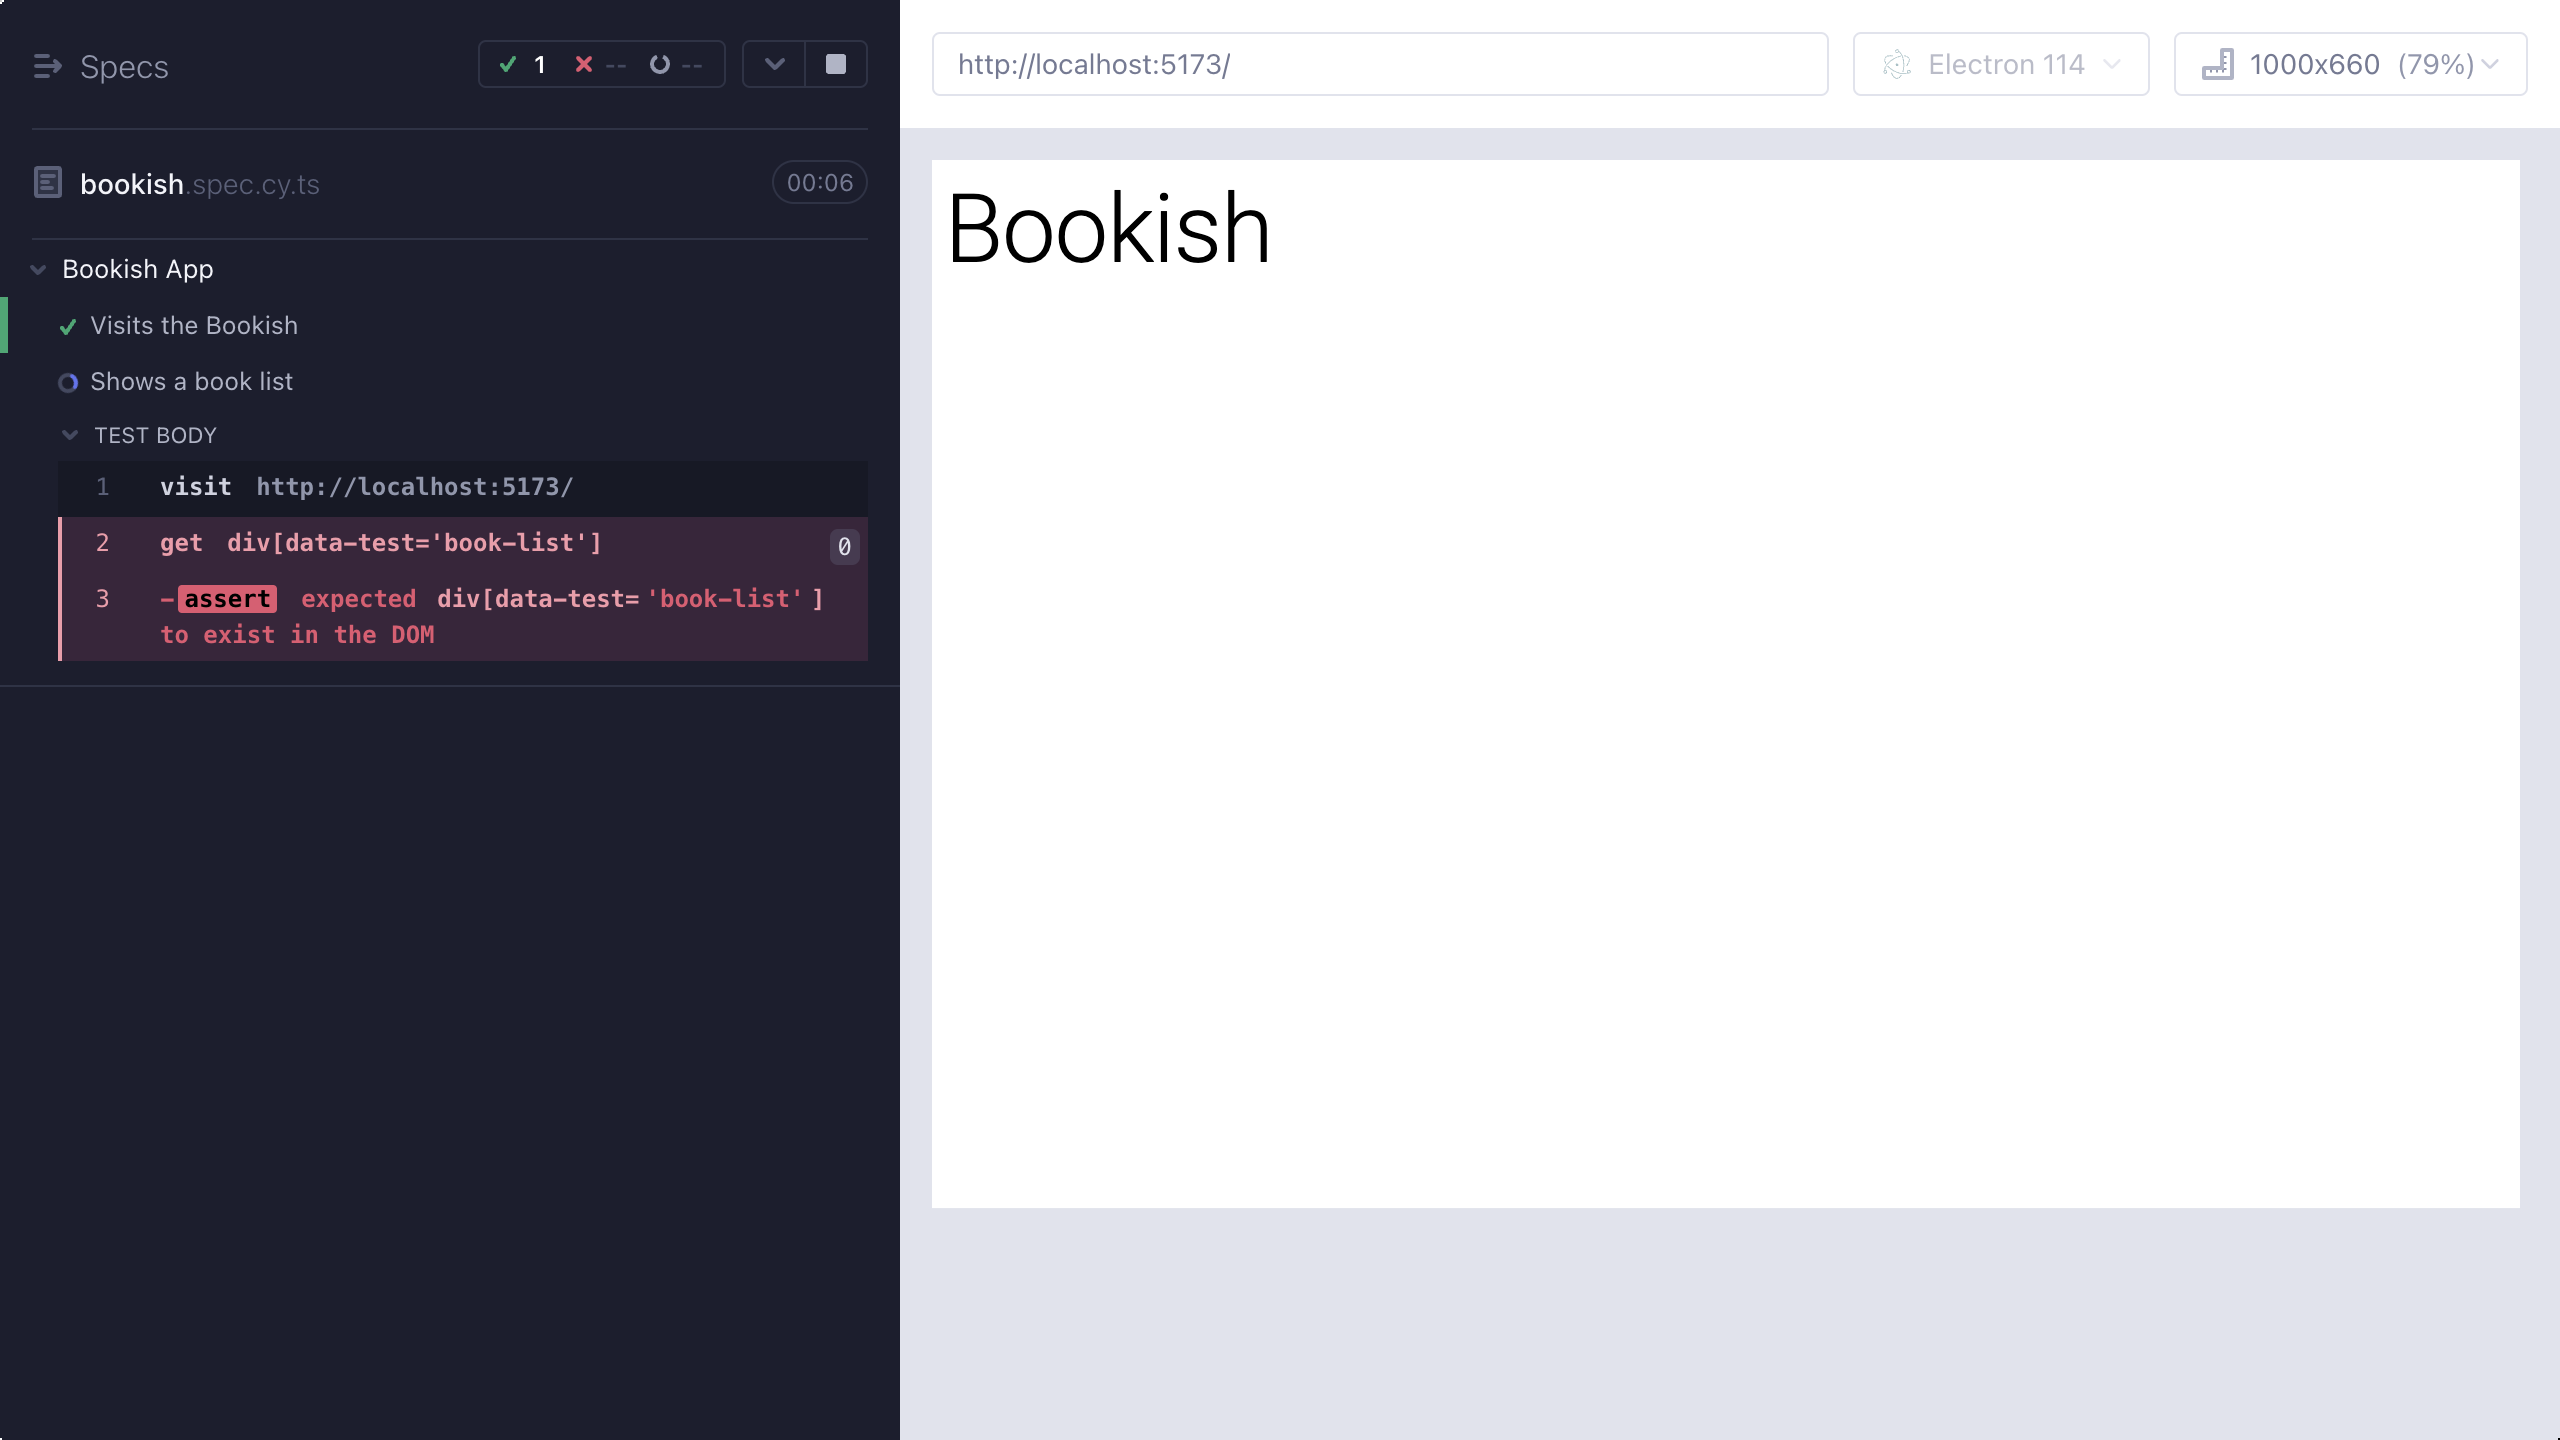 Specs
1 -- --
bookish.spec.cy.ts 00:06
Bookish App
Visits the Bookish
Shows a book list
TEST BODY
1 visit http://localhost:5173/
2 get div[data-test='book-list'] 0
3 -assert expected div[data-test= 'book-list' ]
to exist in the DOM
http://localhost:5173/
Electron 114
1000x660 (79%)
Bookish